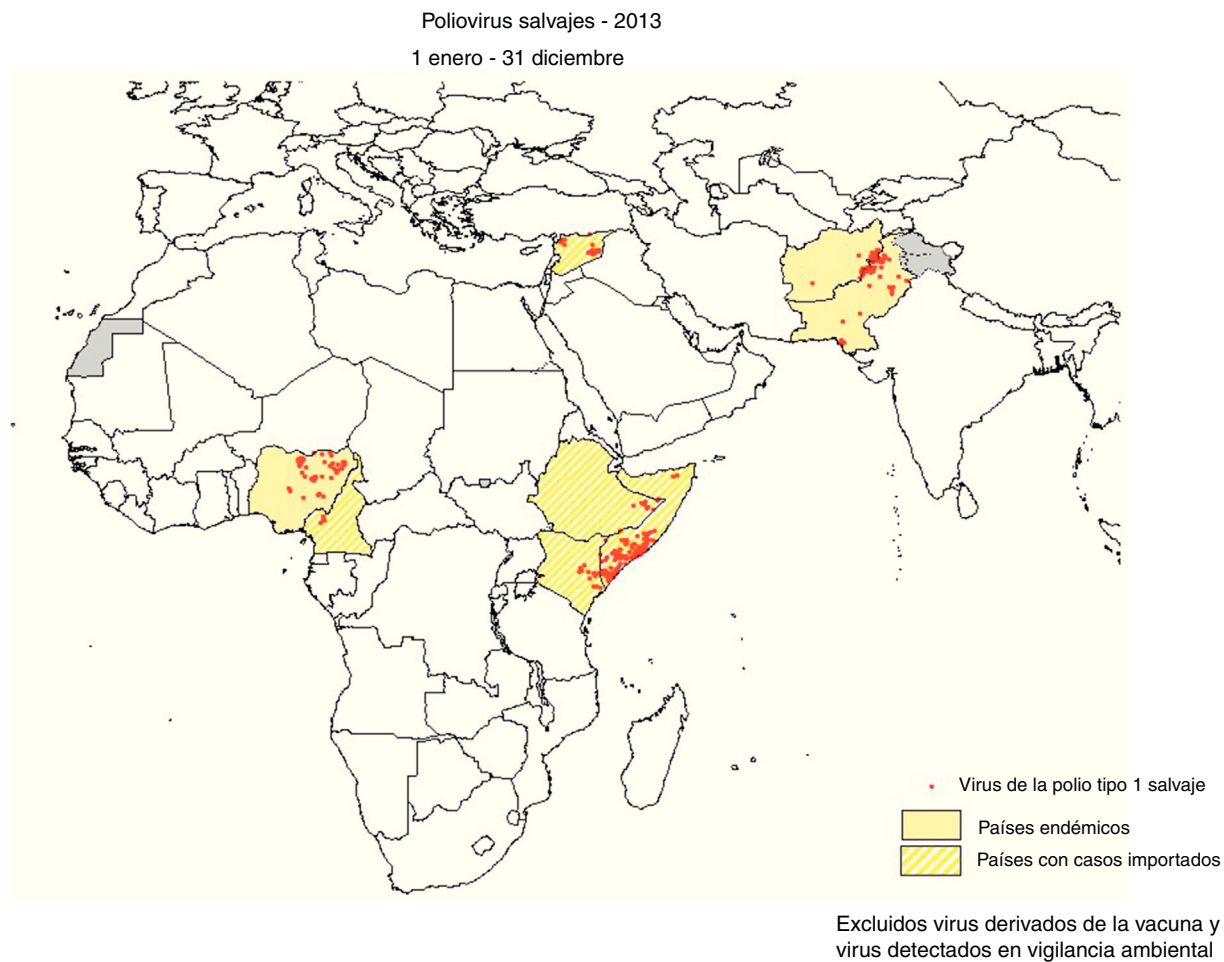 Poliovirus salvajes - 2013
1 enero - 31 diciembre
Virus de la polio tipo 1 salvaje
Países endémicos
Países con casos importados
Excluidos virus derivados de la vacuna y
virus detectados en vigilancia ambiental